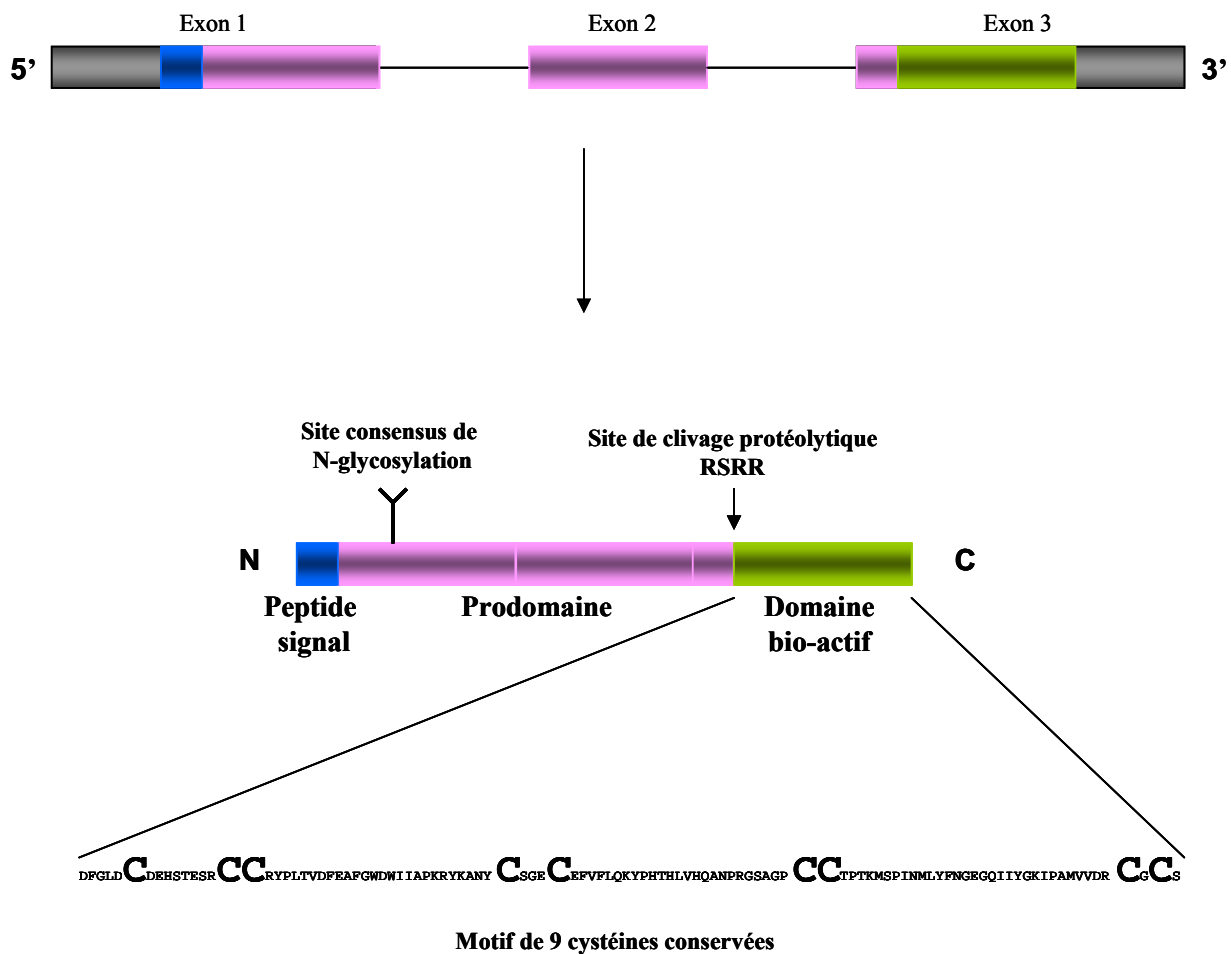 Exon 1 Exon 2 Exon 3
5’ 3’
Site consensus de
N-glycosylation
Site de clivage protéolytique
RSRR
N C
Peptide
signal
Prodomaine
Domaine
bio-actif
DFGLDCDEHSTESRCCRYPLTVDFEAFGWDWIIAPKRYKANYCSGECEFVFLQKYPHTHLVHQANPRGSAGPCCTPTKMSPINMLYFNGEGQIIYGKIPAMVVDRCGCS
Motif de 9 cystéines conservées